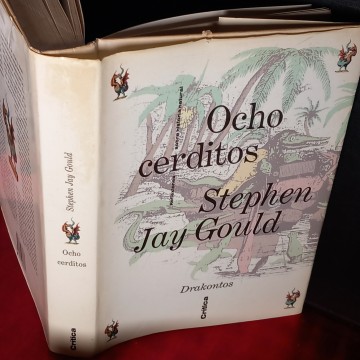 Ocho
cerditos
Stephen
Jay Gould
Drakontos
Crítica
Stephen Jay Gould
Ocho
cerditos
Crítica